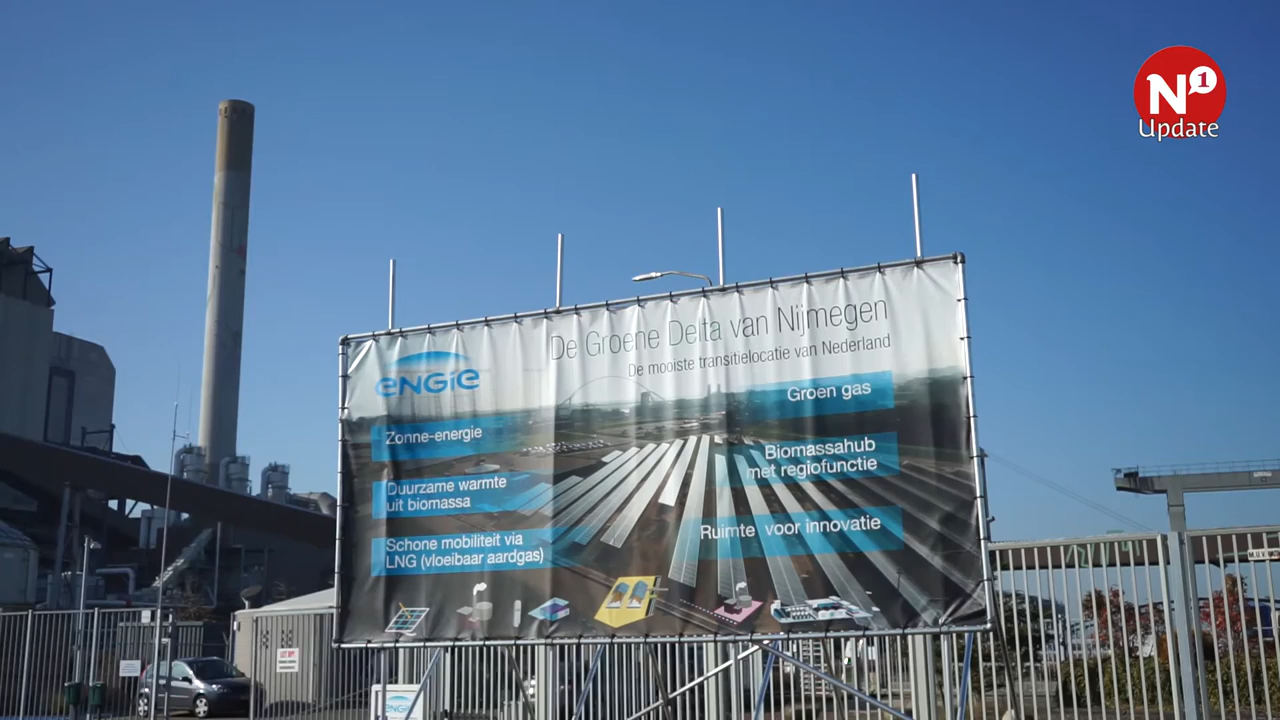 N1
Update
De Groene Delta van Nijmegen
De mooiste transitielocatie van Nederland
ENGIE
Groen gas
Zonne-energie
Biomassahub
met regiofunctie
Duurzame warmte
uit biomassa
Ruimte voor innovatie
Schone mobiliteit via
LNG (vloeibaar aardgas)
ENGIE